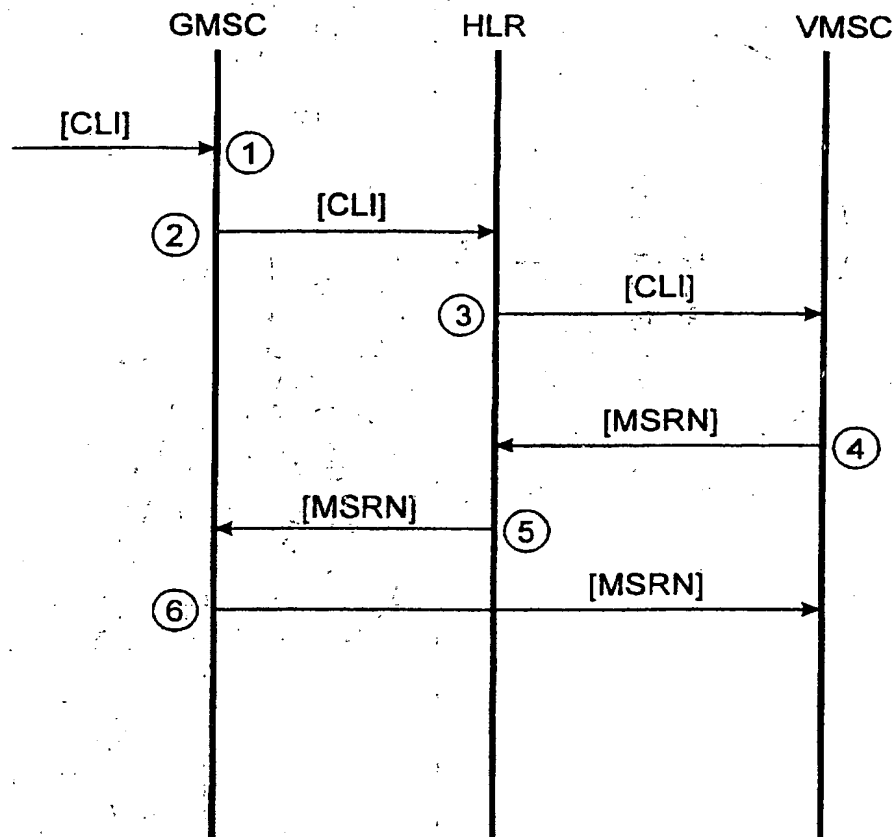 GMSC HLR VMSC
[CLI]
1
[CLI]
2
[CLI]
3
[MSRN]
4
[MSRN]
5
[MSRN]
6